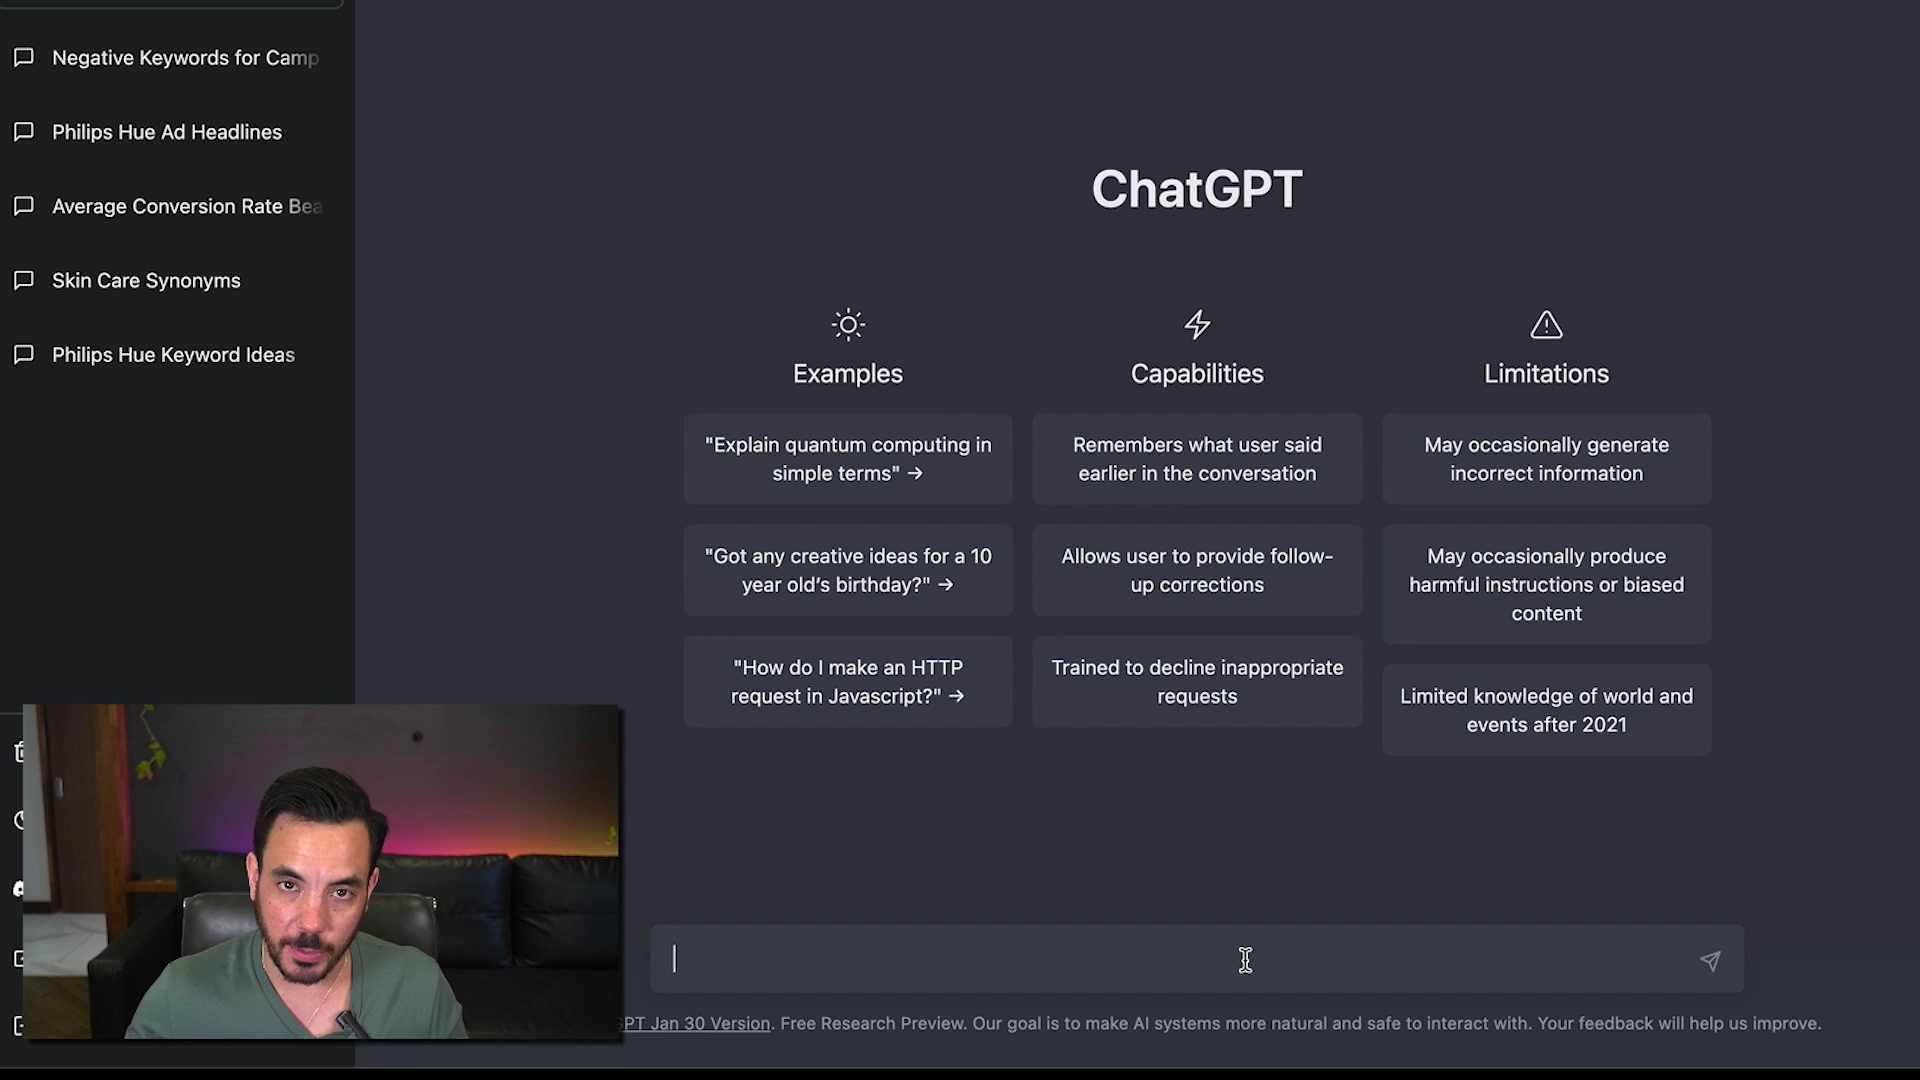 Negative Keywords for Camp
Philips Hue Ad Headlines
Average Conversion Rate Bea
Skin Care Synonyms
Philips Hue Keyword Ideas
ChatGPT
Examples
"Explain quantum computing in
simple terms" →
"Got any creative ideas for a 10
year old’s birthday?" →
"How do I make an HTTP
request in Javascript?" →
Capabilities
Remembers what user said
earlier in the conversation
Allows user to provide follow-
up corrections
Trained to decline inappropriate
requests
Limitations
May occasionally generate
incorrect information
May occasionally produce
harmful instructions or biased
content
Limited knowledge of world and
events after 2021
GPT Jan 30 Version. Free Research Preview. Our goal is to make AI systems more natural and safe to interact with. Your feedback will help us improve.